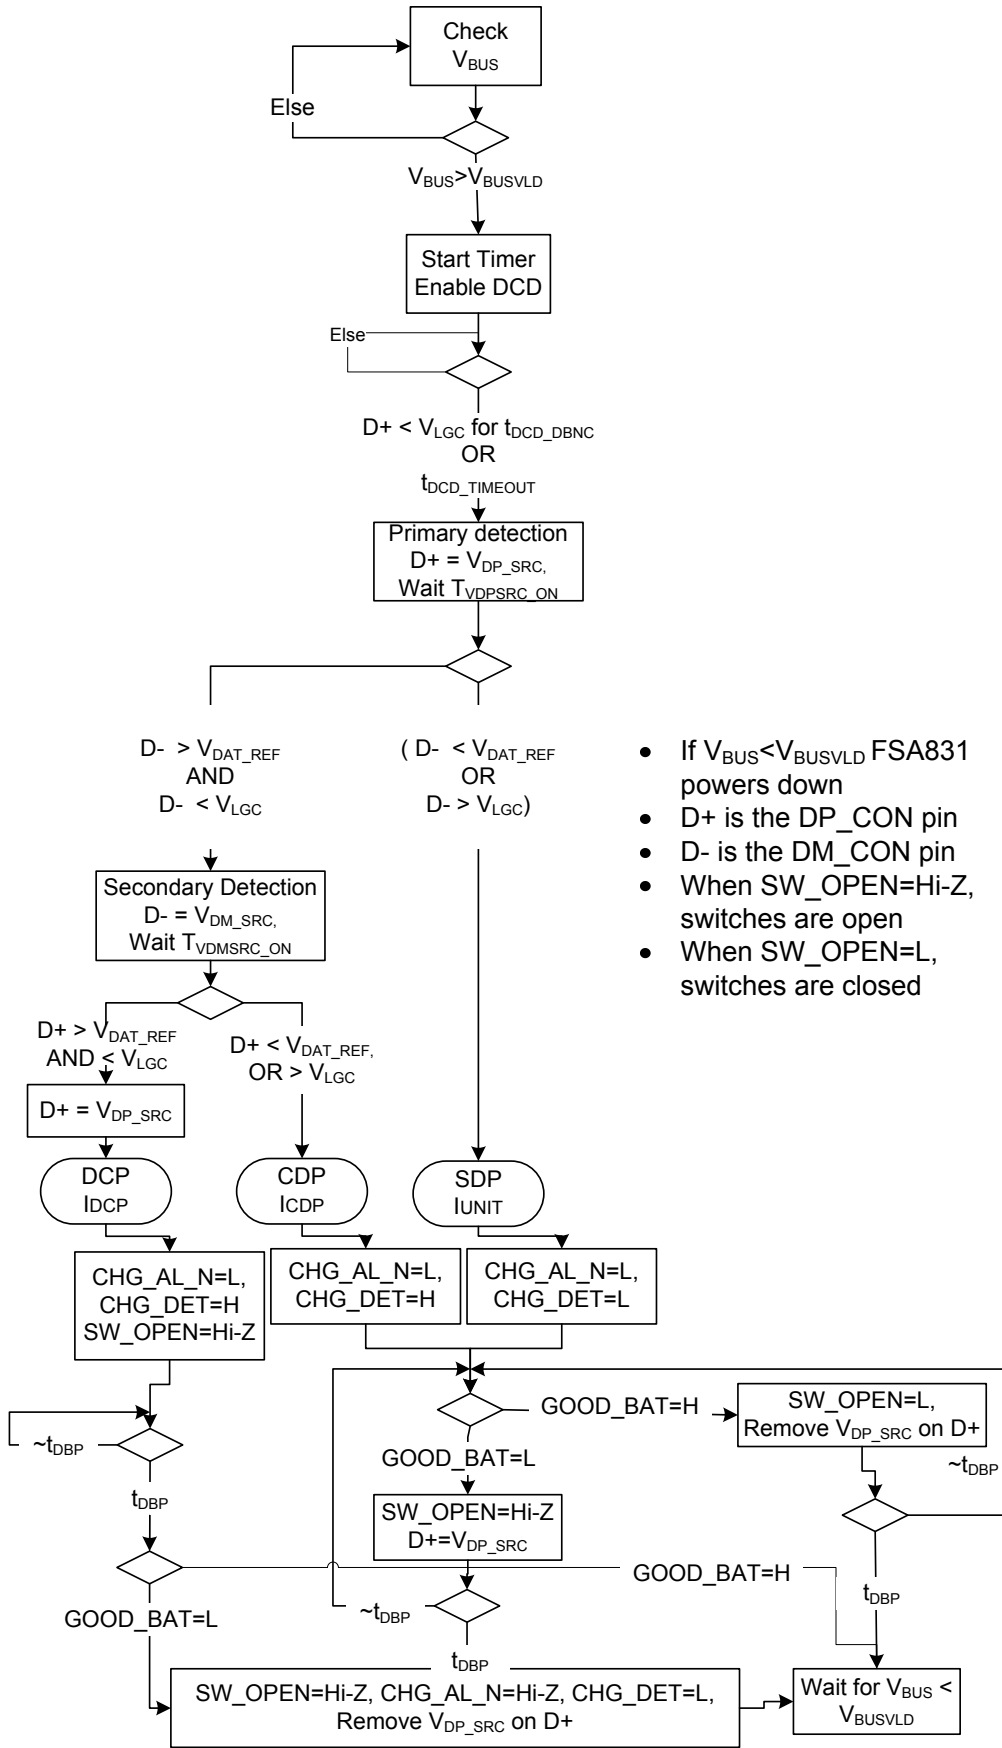 Check
VBUS
Else
VBUS>VBUSVLD
Start Timer
Enable DCD
Else
D+ < VLGC for tDCD_DBNC
OR
tDCD_TIMEOUT
Primary detection
D+ = VDP_SRC,
Wait TVDPSRC_ON
D- > VDAT_REF
AND
D- < VLGC
( D- < VDAT_REF
OR
D- > VLGC)
• If VBUS<VBUSVLD FSA831
powers down
• D+ is the DP_CON pin
• D- is the DM_CON pin
• When SW_OPEN=Hi-Z,
switches are open
• When SW_OPEN=L,
switches are closed
Secondary Detection
D- = VDM_SRC,
Wait TVDMSRC_ON
D+ > VDAT_REF
AND < VLGC
D+ < VDAT_REF,
OR > VLGC
D+ = VDP_SRC
DCP
IDCP
CDP
ICDP
SDP
IUNIT
CHG_AL_N=L,
CHG_DET=H
SW_OPEN=Hi-Z
CHG_AL_N=L,
CHG_DET=H
CHG_AL_N=L,
CHG_DET=L
GOOD_BAT=H
SW_OPEN=L,
Remove VDP_SRC on D+
~tDBP
~tDBP
GOOD_BAT=L
tDBP
SW_OPEN=Hi-Z
D+=VDP_SRC
GOOD_BAT=H
tDBP
~tDBP
GOOD_BAT=L
tDBP
SW_OPEN=Hi-Z, CHG_AL_N=Hi-Z, CHG_DET=L,
Remove VDP_SRC on D+
Wait for VBUS <
VBUSVLD